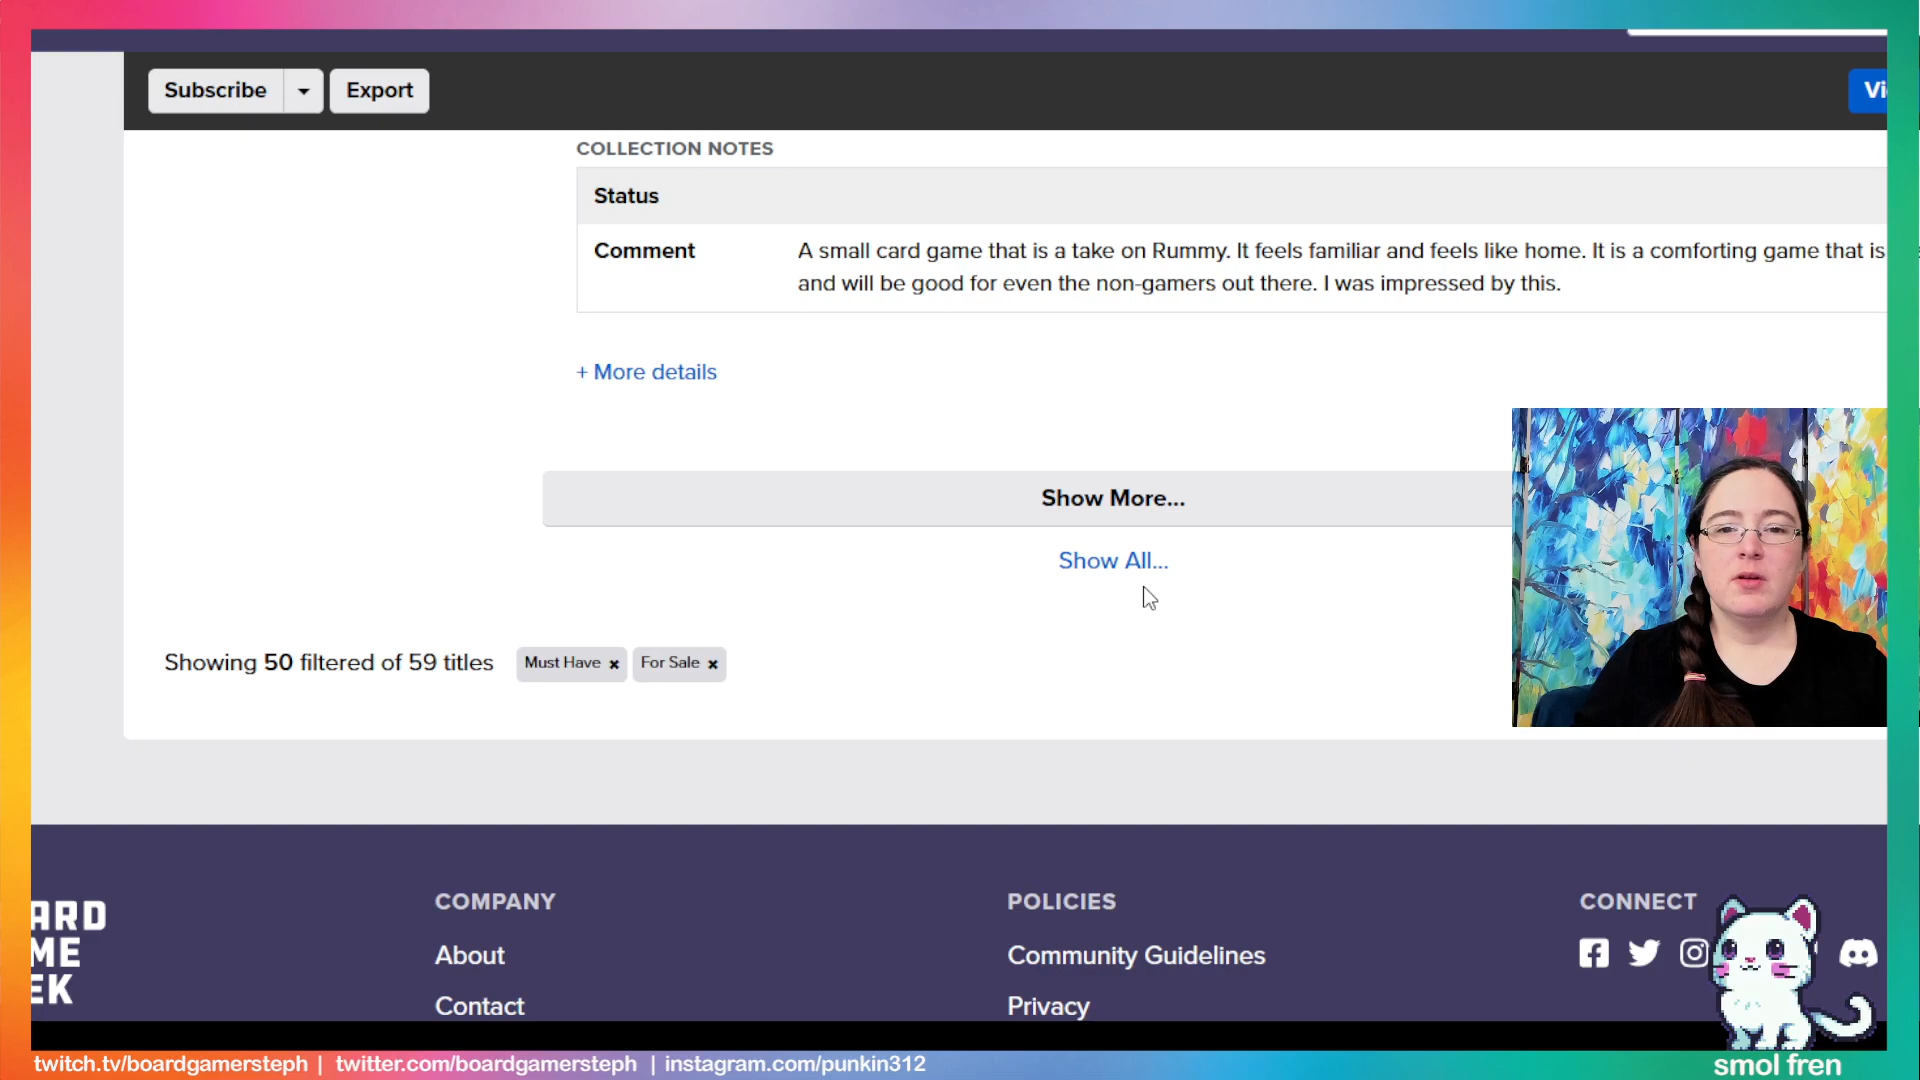 Subscribe
Export
COLLECTION NOTES
Status
Comment
A small card game that is a take on Rummy. It feels familiar and feels like home. It is a comforting game that is
and will be good for even the non-gamers out there. I was impressed by this.
+ More details
Show More...
Show All...
Showing 50 filtered of 59 titles
Must Have ×
For Sale ×
ARD
ME
EK
COMPANY
About
Contact
POLICIES
Community Guidelines
Privacy
CONNECT
twitch.tv/boardgamersteph | twitter.com/boardgamersteph | instagram.com/punkin312
smol fren